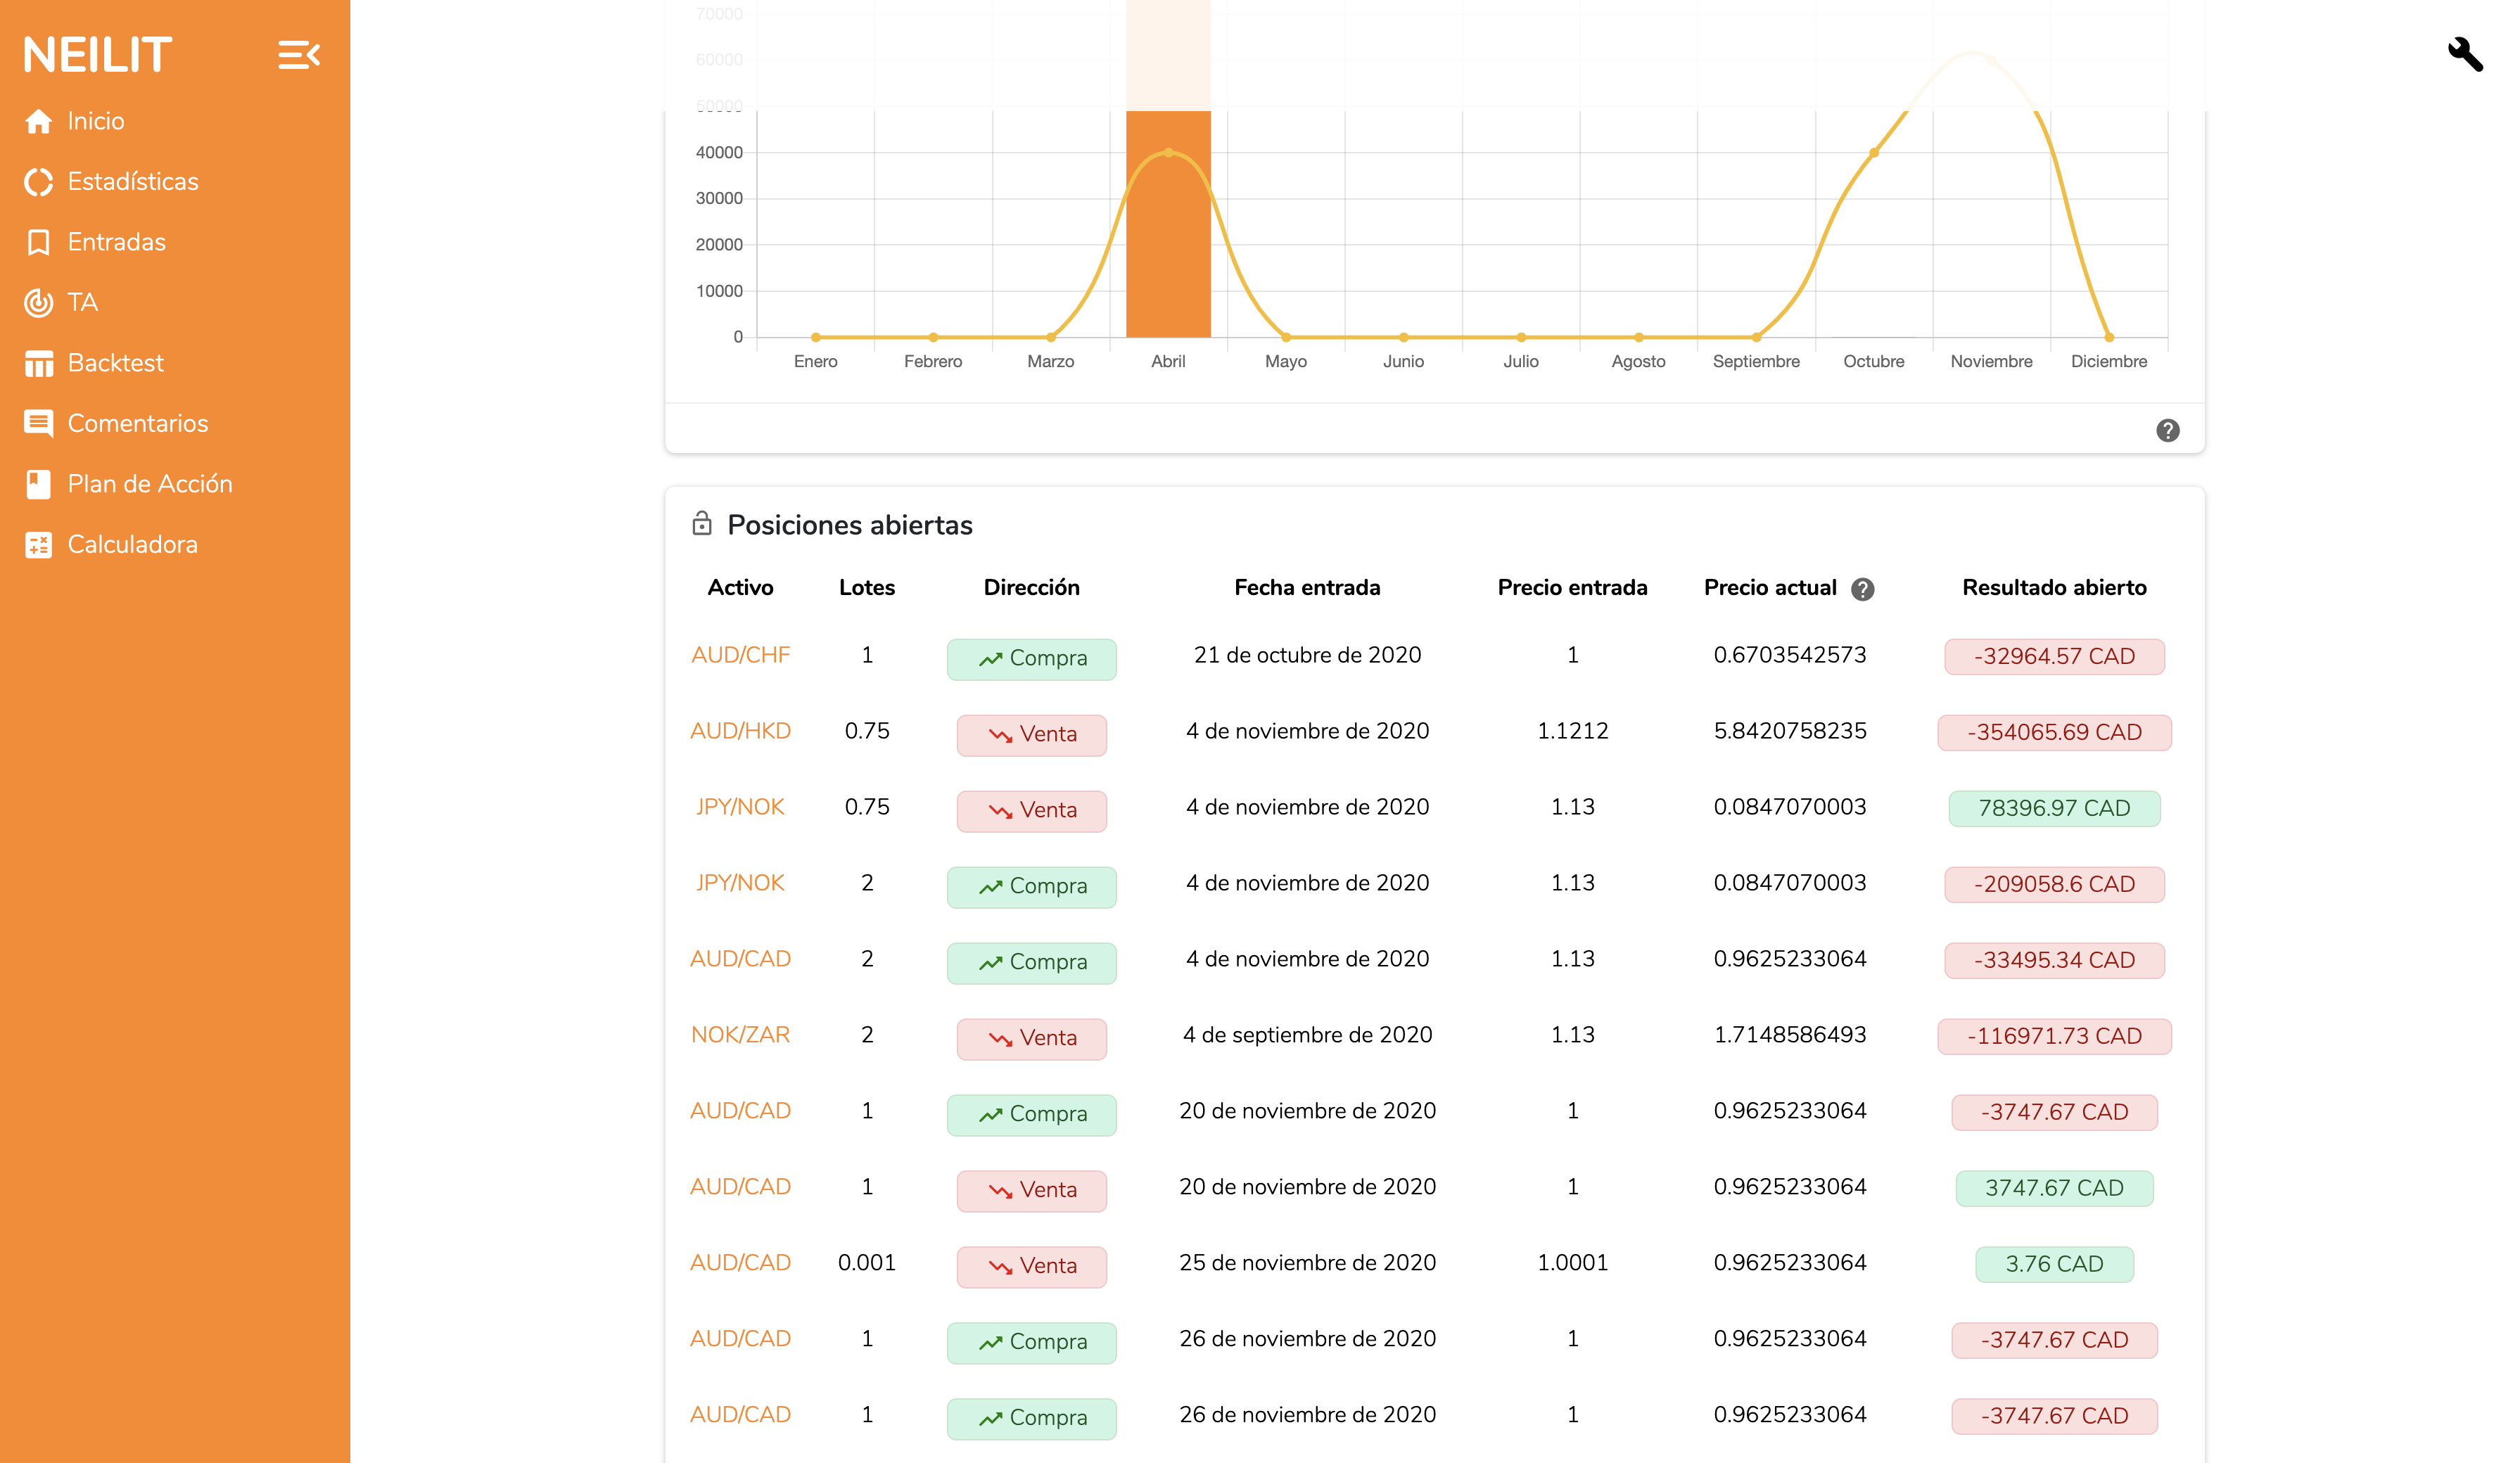 NEILIT
Inicio
Estadísticas
Entradas
TA
Backtest
Comentarios
Plan de Acción
Calculadora
70000
60000
50000
40000
30000
20000
10000
0
Enero Febrero Marzo Abril Mayo Junio Julio Agosto Septiembre Octubre Noviembre Diciembre
Posiciones abiertas
Activo Lotes Dirección Fecha entrada Precio entrada Precio actual Resultado abierto
AUD/CHF 1 Compra 21 de octubre de 2020 1 0.6703542573 -32964.57 CAD
AUD/HKD 0.75 Venta 4 de noviembre de 2020 1.1212 5.8420758235 -354065.69 CAD
JPY/NOK 0.75 Venta 4 de noviembre de 2020 1.13 0.0847070003 78396.97 CAD
JPY/NOK 2 Compra 4 de noviembre de 2020 1.13 0.0847070003 -209058.6 CAD
AUD/CAD 2 Compra 4 de noviembre de 2020 1.13 0.9625233064 -33495.34 CAD
NOK/ZAR 2 Venta 4 de septiembre de 2020 1.13 1.7148586493 -116971.73 CAD
AUD/CAD 1 Compra 20 de noviembre de 2020 1 0.9625233064 -3747.67 CAD
AUD/CAD 1 Venta 20 de noviembre de 2020 1 0.9625233064 3747.67 CAD
AUD/CAD 0.001 Venta 25 de noviembre de 2020 1.0001 0.9625233064 3.76 CAD
AUD/CAD 1 Compra 26 de noviembre de 2020 1 0.9625233064 -3747.67 CAD
AUD/CAD 1 Compra 26 de noviembre de 2020 1 0.9625233064 -3747.67 CAD